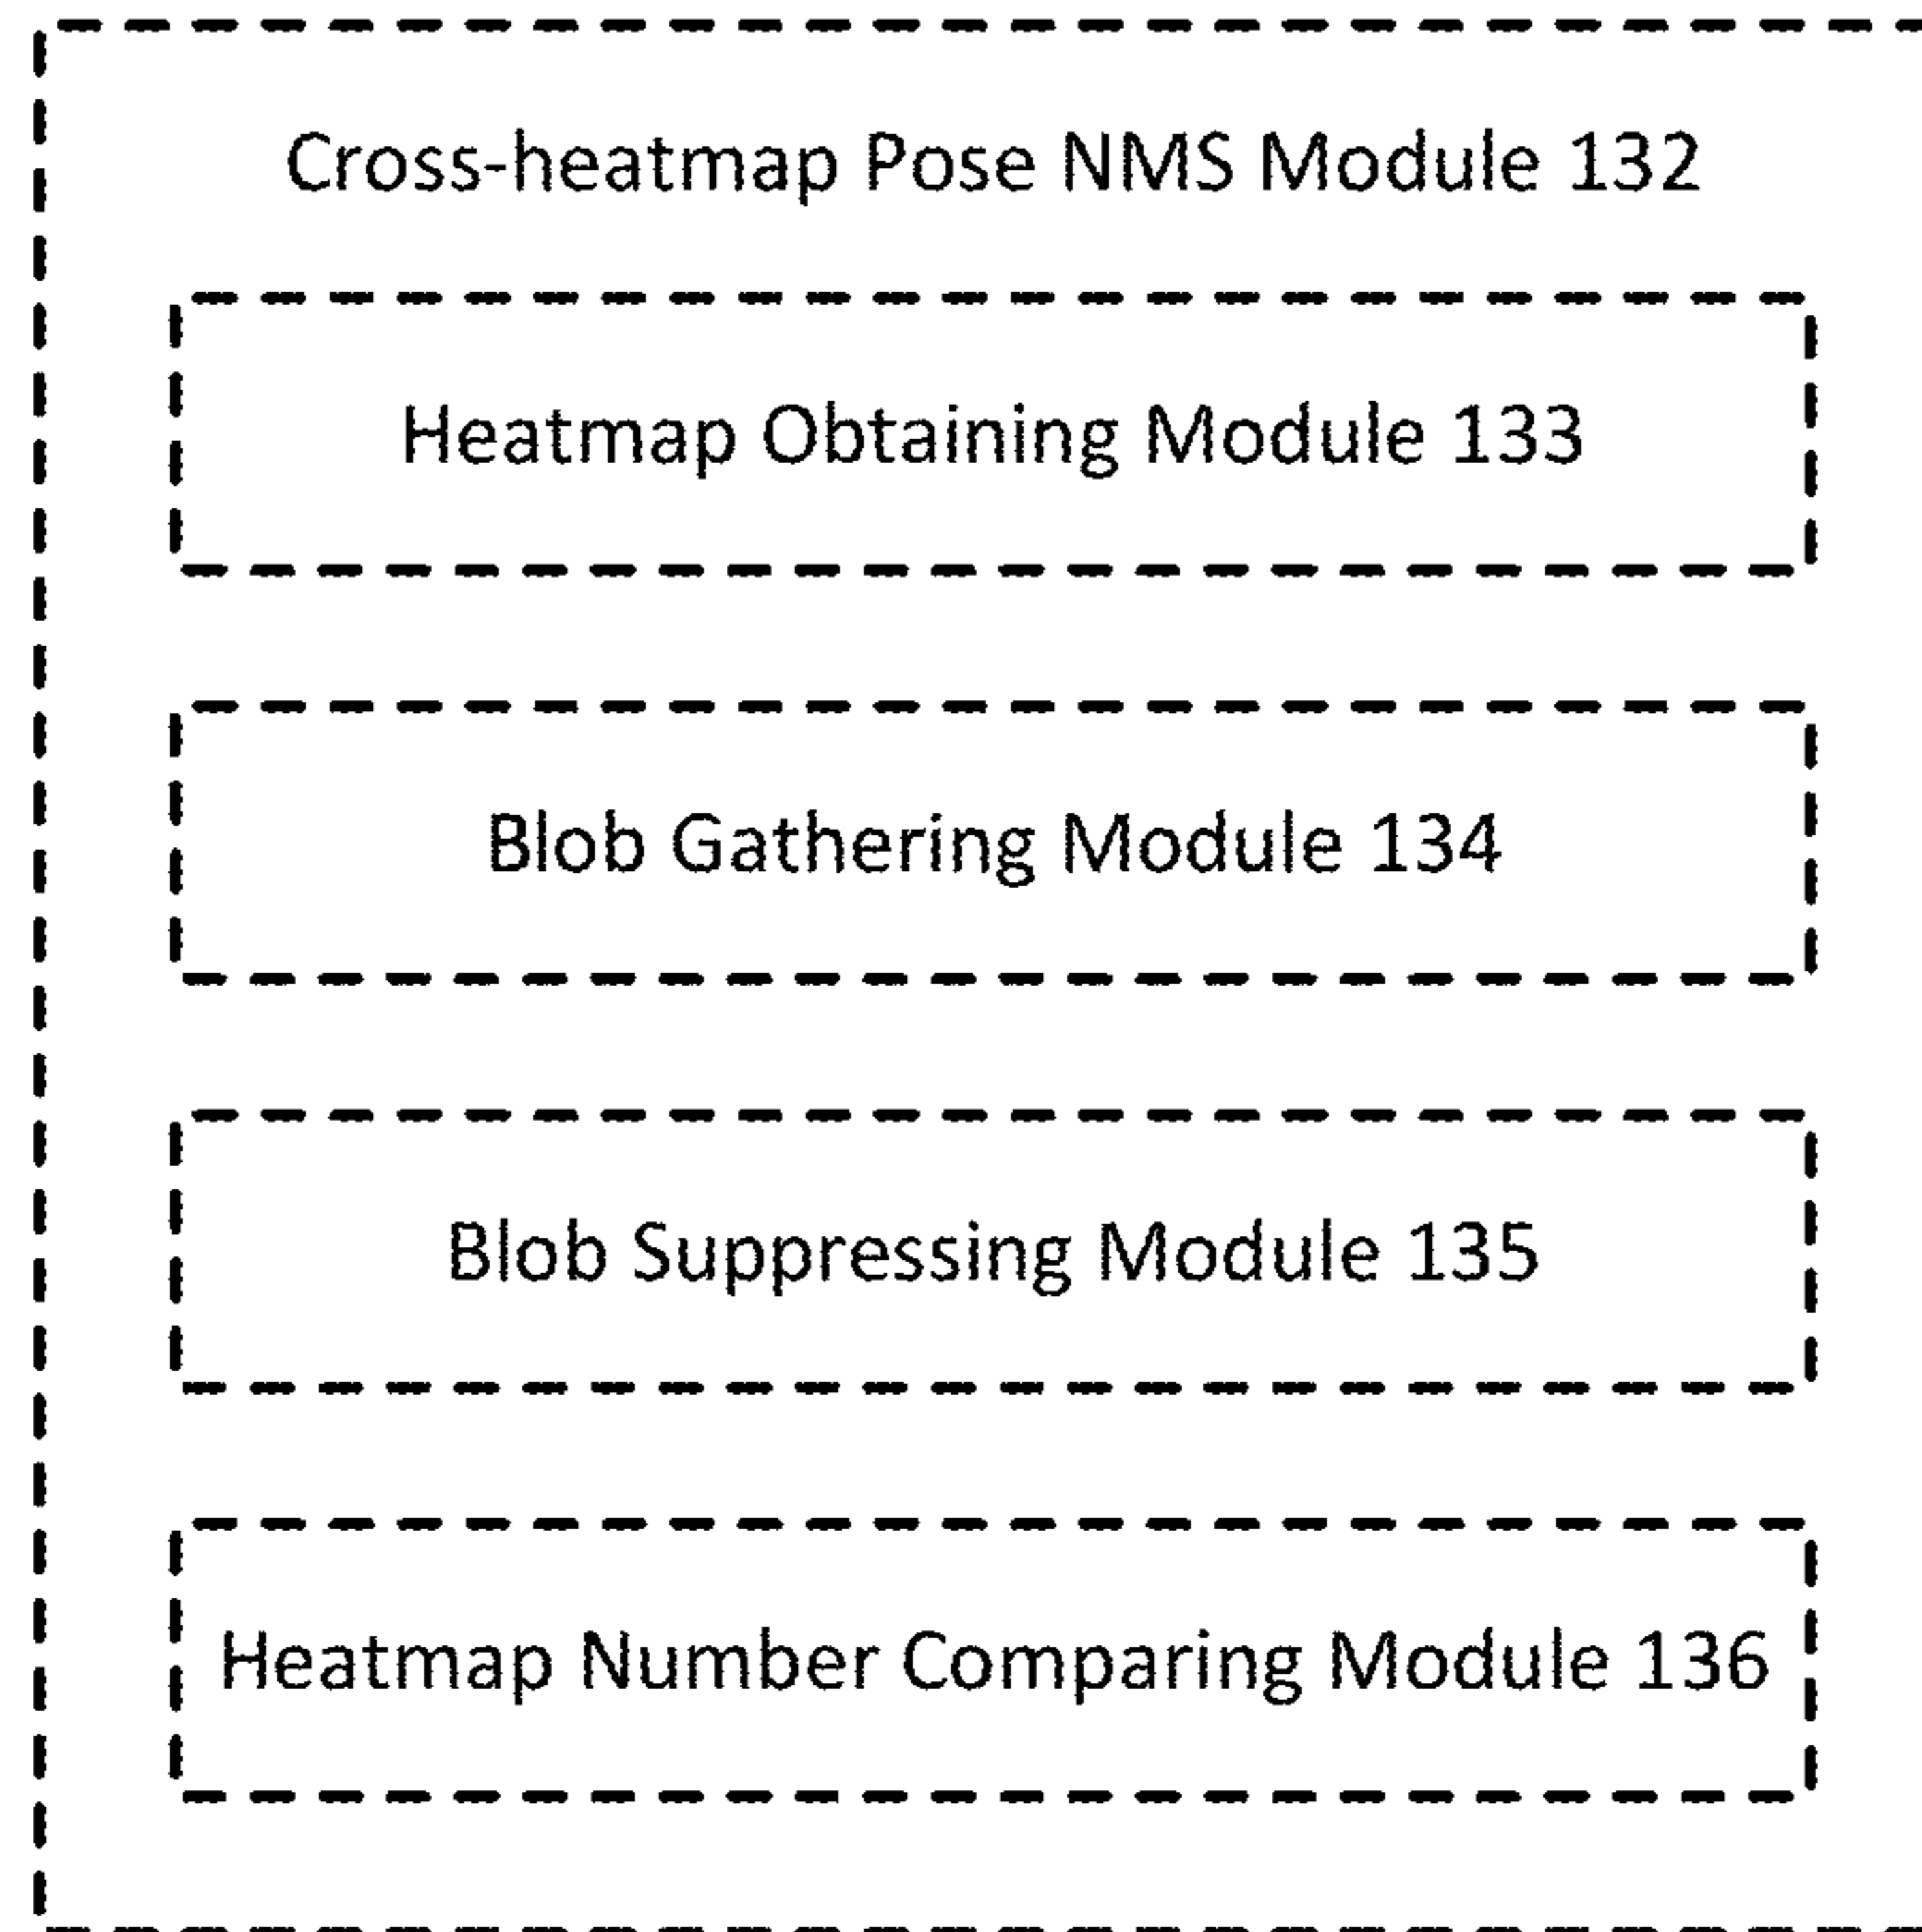 Cross-heatmap Pose NMS Module 132
Heatmap Obtaining Module 133
Blob Gathering Module 134
Blob Suppressing Module 135
Heatmap Number Comparing Module 136